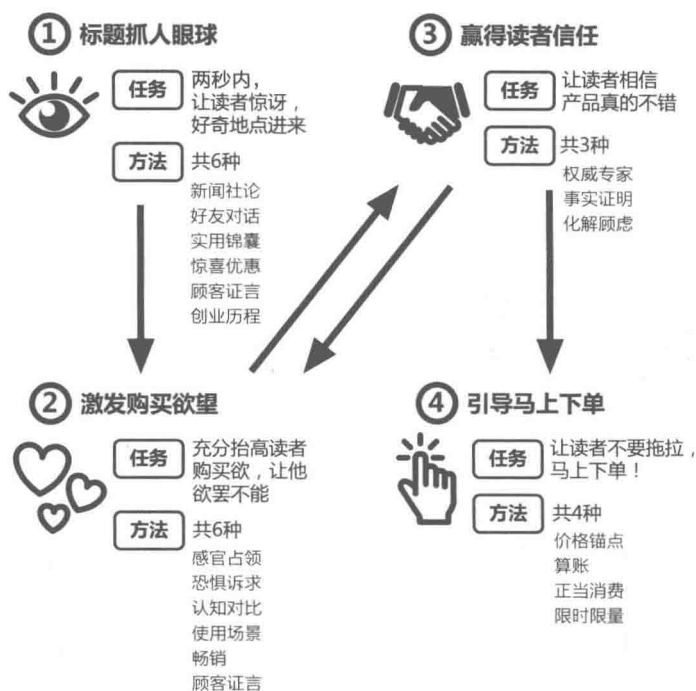 1 标题抓人眼球
任务
两秒内，
让读者惊讶，
好奇地点进来
方法
共6种
新闻社论
好友对话
实用锦囊
惊喜优惠
顾客证言
创业历程
2 激发购买欲望
任务
充分抬高读者
购买欲，让他
欲罢不能
方法
共6种
感官占领
恐惧诉求
认知对比
使用场景
畅销
顾客证言
3 赢得读者信任
任务
让读者相信
产品真的不错
方法
共3种
权威专家
事实证明
化解顾虑
4 引导马上下单
任务
让读者不要拖拉，
马上下单！
方法
共4种
价格锚点
算账
正当消费
限时限量